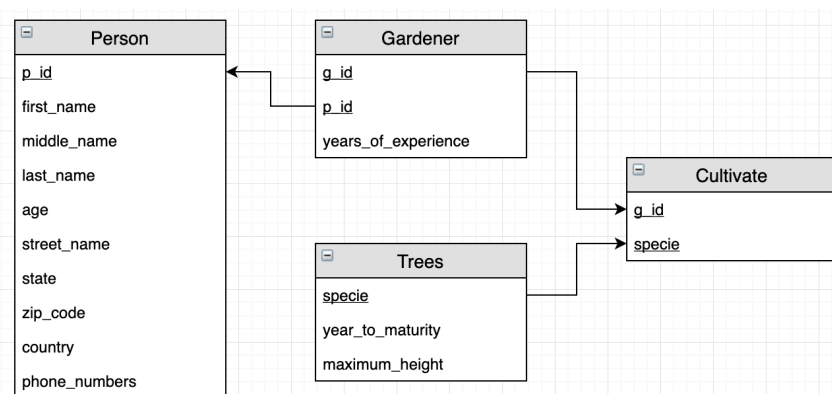 Person
p_id
first_name
middle_name
last_name
age
street_name
state
zip_code
country
phone_numbers
Gardener
g_id
p_id
years_of_experience
Trees
specie
year_to_maturity
maximum_height
Cultivate
g_id
specie